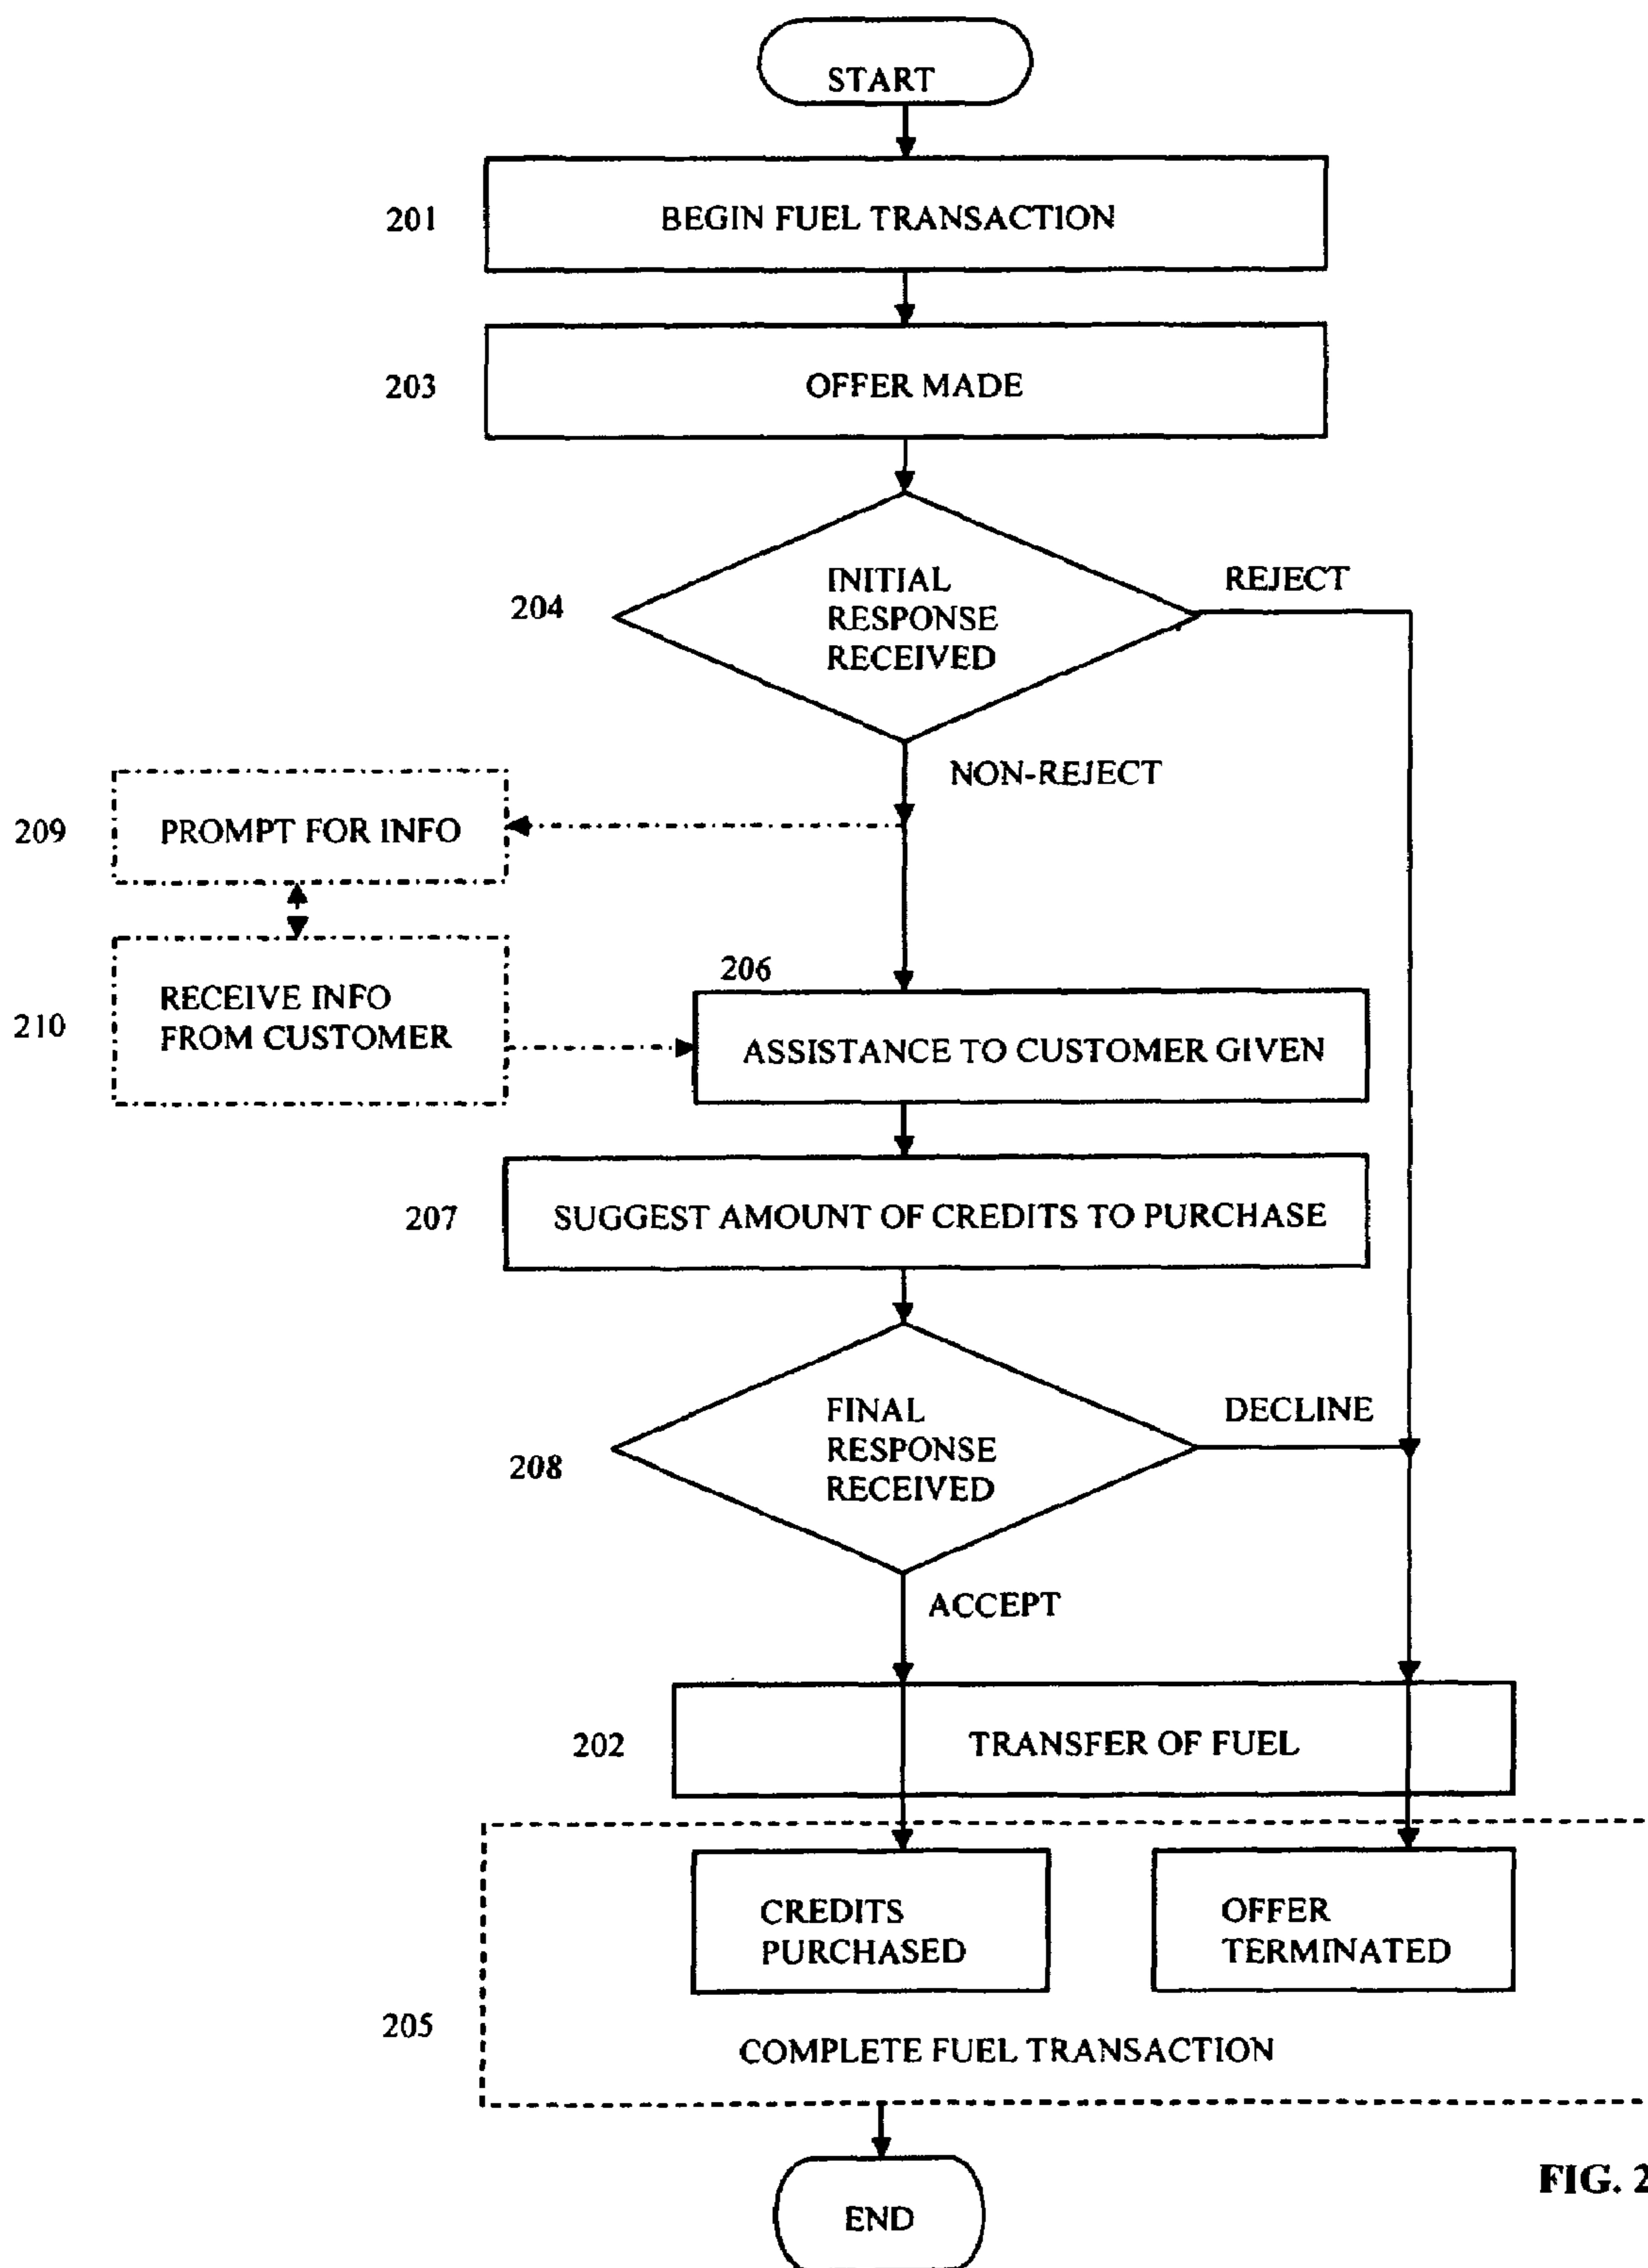 START
201
BEGIN FUEL TRANSACTION
203
OFFER MADE
204
INITIAL
RESPONSE
RECEIVED
REJECT
NON-REJECT
209
PROMPT FOR INFO
210
RECEIVE INFO
FROM CUSTOMER
206
ASSISTANCE TO CUSTOMER GIVEN
207
SUGGEST AMOUNT OF CREDITS TO PURCHASE
208
FINAL
RESPONSE
RECEIVED
DECLINE
ACCEPT
202
TRANSFER OF FUEL
CREDITS
PURCHASED
OFFER
TERMINATED
205
COMPLETE FUEL TRANSACTION
END
FIG. 2